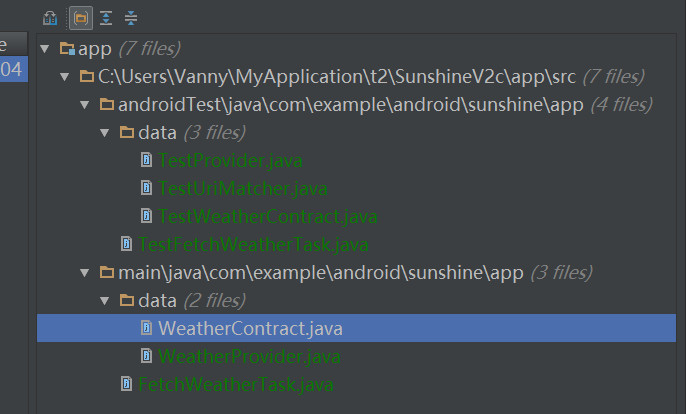 app (7 files)
e
C:\Users\Vanny\MyApplication\t2\SunshineV2c\app\src (7 files)
04
androidTest\java\com\example\android\sunshine\app (4 files)
data (3 files)
TestProvider.java
TestUriMatcher.java
TestWeatherContract.java
TestFetchWeatherTask.java
main\java\com\example\android\sunshine\app (3 files)
data (2 files)
WeatherContract.java
WeatherProvider.java
FetchWeatherTask.java